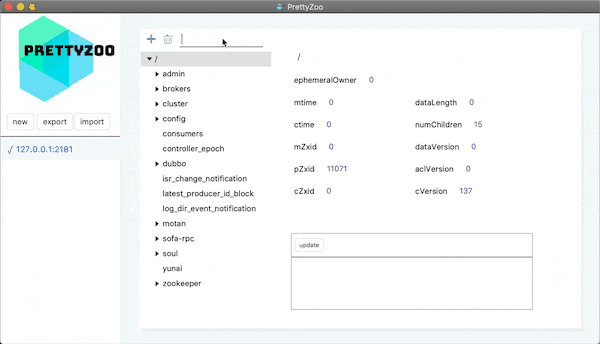 PrettyZoo
PRETTYZOO
new export import
√ 127.0.0.1:2181
/
admin
brokers
cluster
config
consumers
controller_epoch
dubbo
isr_change_notification
latest_producer_id_block
log_dir_event_notification
motan
sofa-rpc
soul
yunai
zookeeper
/
ephemeralOwner 0
mtime 0 dataLength 0
ctime 0 numChildren 15
mZxid 0 dataVersion 0
pZxid 11071 aclVersion 0
cZxid 0 cVersion 137
update